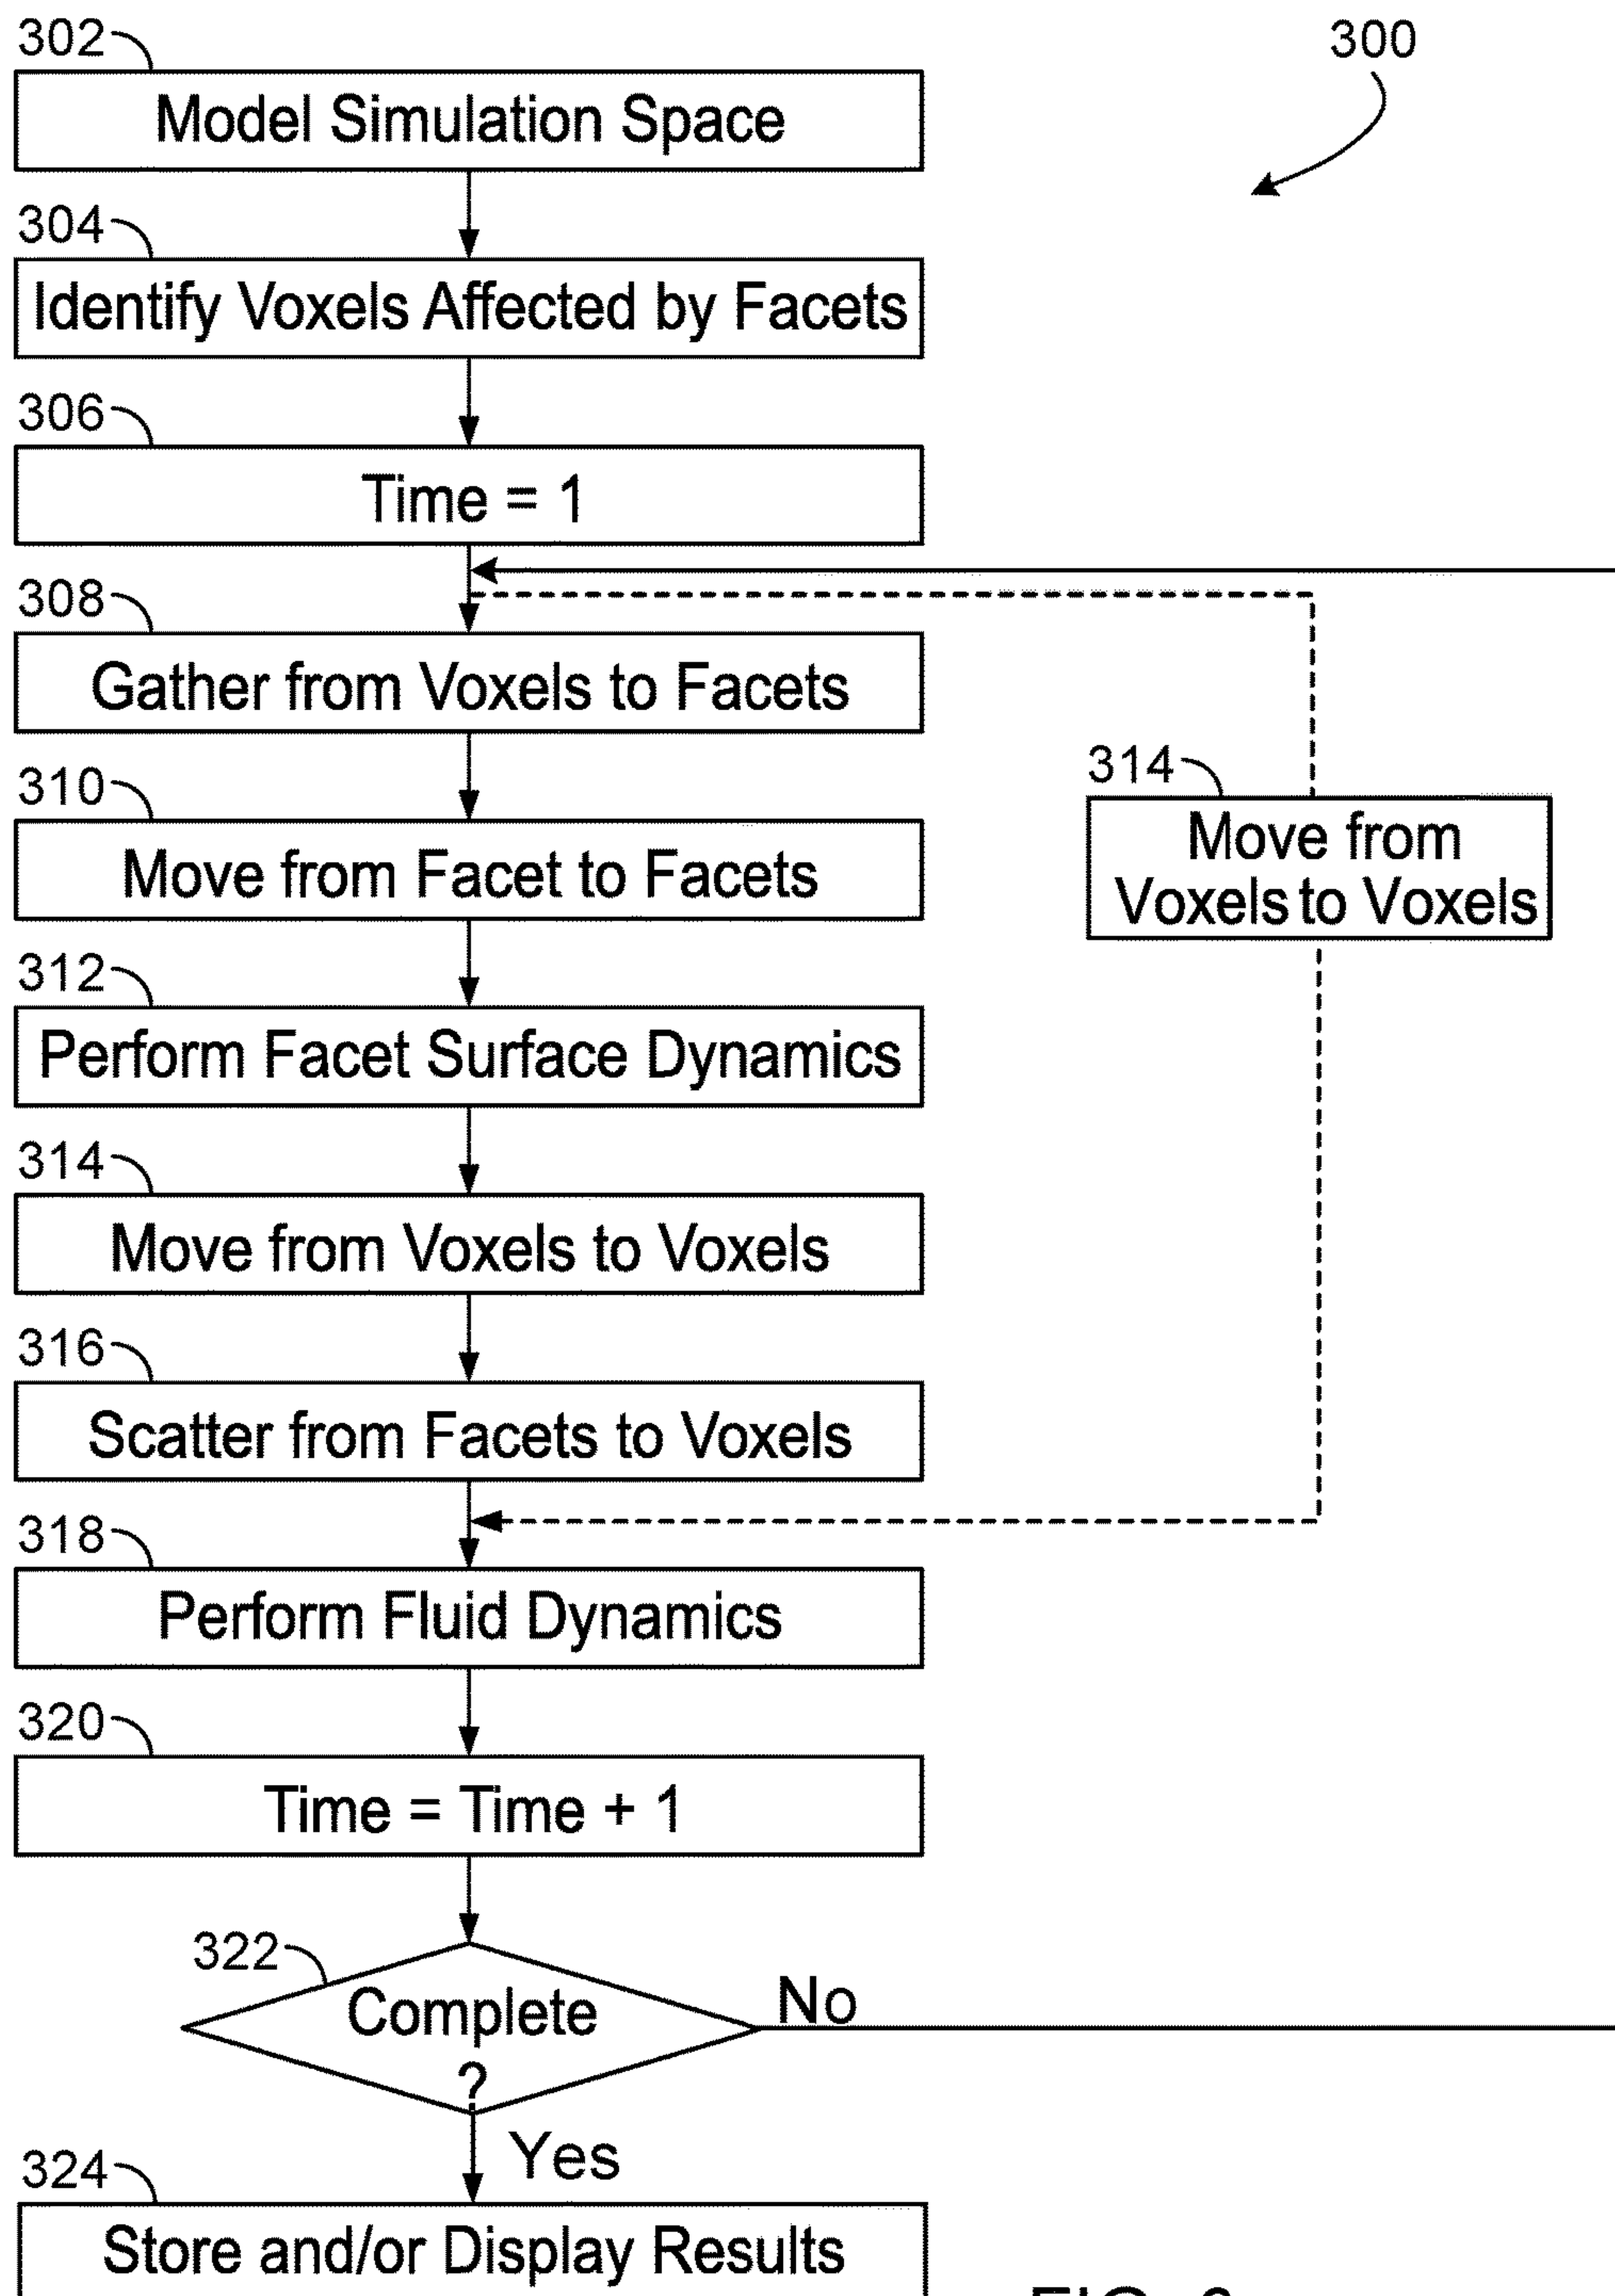 302
300
Model Simulation Space
304
Identify Voxels Affected by Facets
306
Time = 1
308
Gather from Voxels to Facets
310
Move from Facet to Facets
314
Move from
Voxels to Voxels
312
Perform Facet Surface Dynamics
314
Move from Voxels to Voxels
316
Scatter from Facets to Voxels
318
Perform Fluid Dynamics
320
Time = Time + 1
322
Complete
?
No
Yes
324
Store and/or Display Results
FIG.